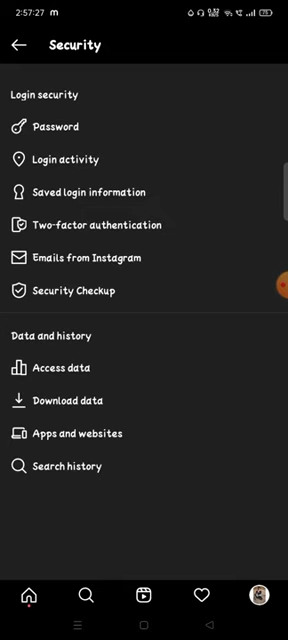 2:57:27 m
Security
Login security
Password
Login activity
Saved login information
Two-factor authentication
Emails from Instagram
Security Checkup
Data and history
Access data
Download data
Apps and websites
Search history